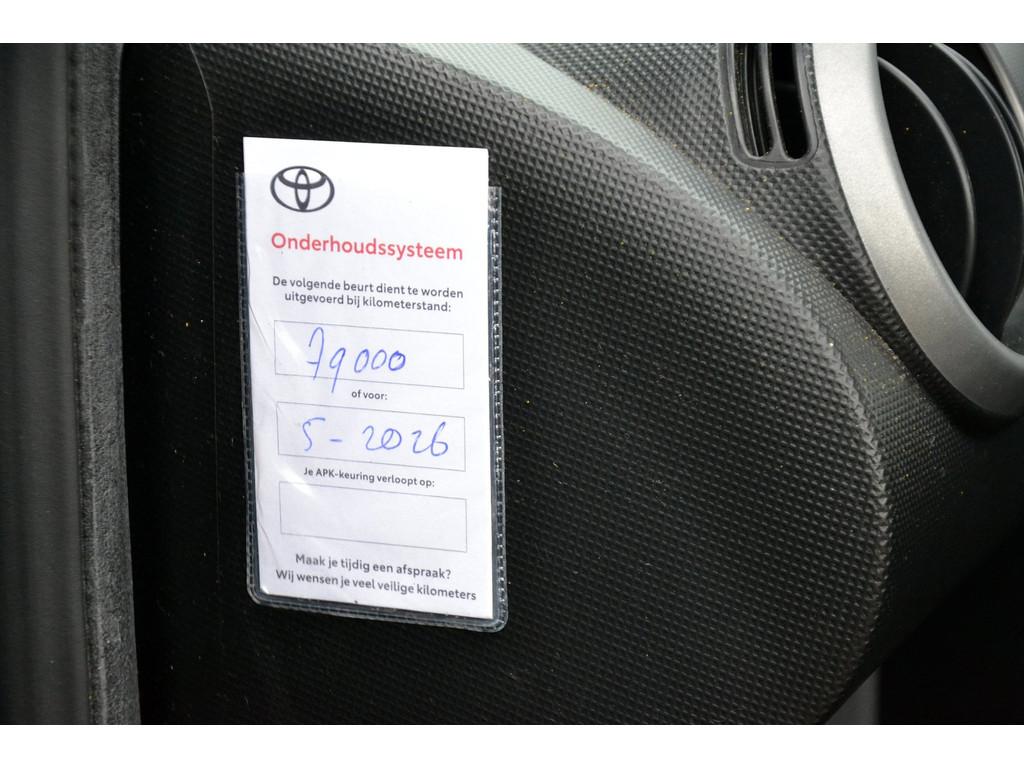 Onderhoudssysteem
De volgende beurt dient te worden
uitgevoerd bij kilometerstand:
79000
of voor:
5-2026
Je APK-keuring verloopt op:
Maak je tijdig een afspraak?
Wij wensen je veel veilige kilometers